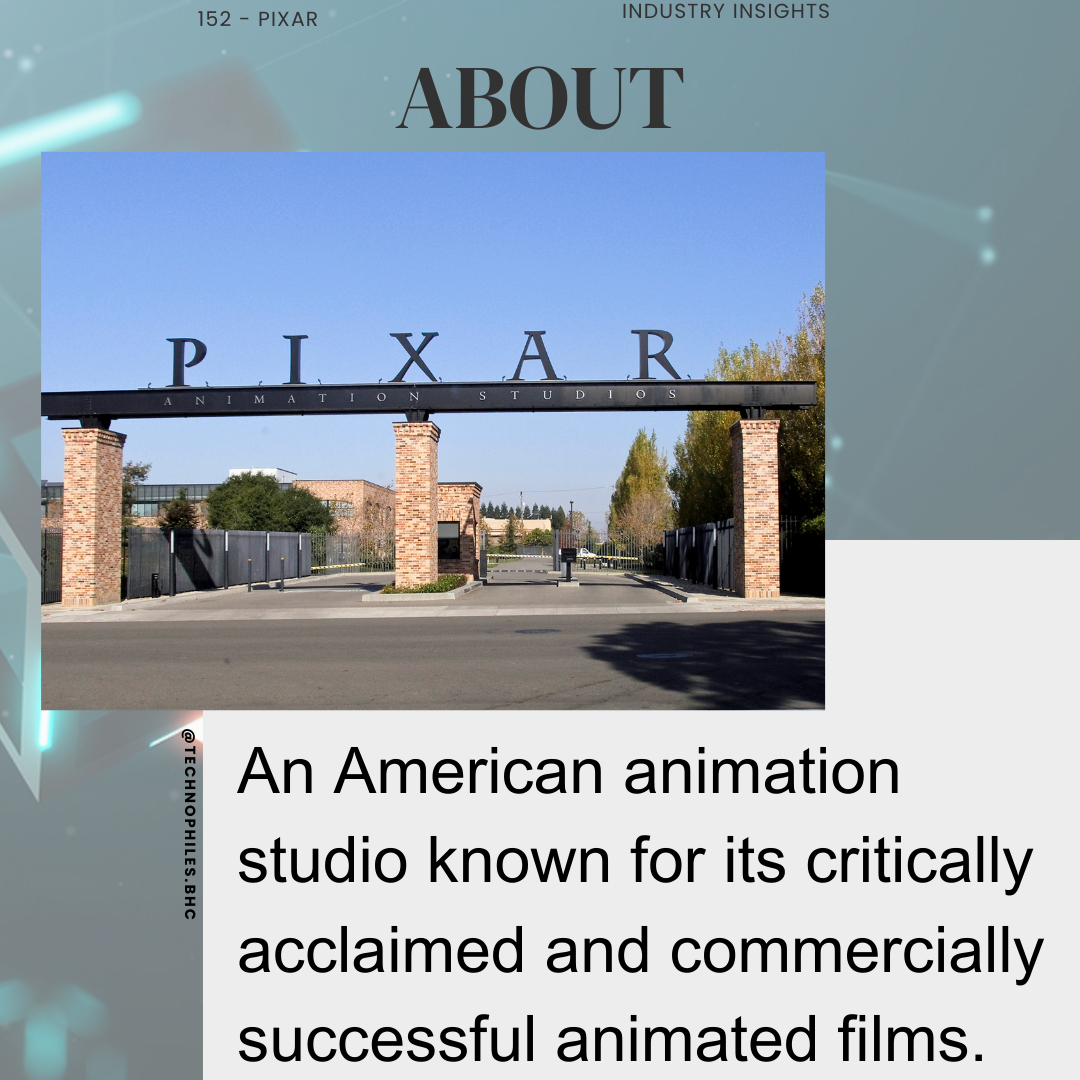 152 - PIXAR
INDUSTRY INSIGHTS
ABOUT
PIXAR
ANIMATION STUDIOS
@TECHNOPHILES.BHC
An American animation
studio known for its critically
acclaimed and commercially
successful animated films.